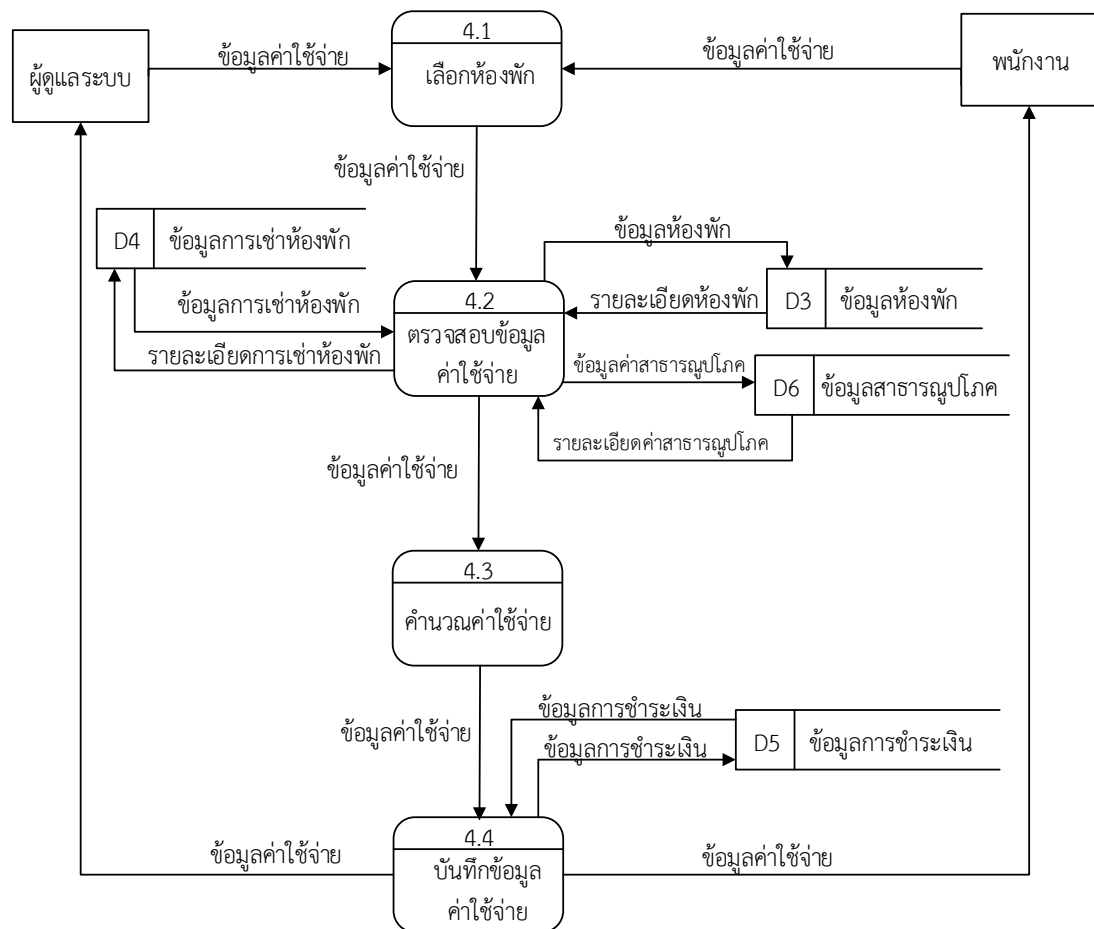 4.1
ข้อมูลค่าใช้จ่าย
ข้อมูลค่าใช้จ่าย
ผู้ดูแลระบบ
เลือกห้องพัก
พนักงาน
ข้อมูลค่าใช้จ่าย
D4
ข้อมูลการเช่าห้องพัก
ข้อมูลห้องพัก
ข้อมูลการเช่าห้องพัก
4.2
รายละเอียดห้องพัก
D3
ข้อมูลห้องพัก
รายละเอียดการเช่าห้องพัก
ตรวจสอบข้อมูล
ค่าใช้จ่าย
ข้อมูลค่าสาธารณูปโภค
D6
ข้อมูลสาธารณูปโภค
รายละเอียดค่าสาธารณูปโภค
ข้อมูลค่าใช้จ่าย
4.3
คำนวณค่าใช้จ่าย
ข้อมูลค่าใช้จ่าย
ข้อมูลการชำระเงิน
ข้อมูลการชำระเงิน
D5
ข้อมูลการชำระเงิน
4.4
ข้อมูลค่าใช้จ่าย
บันทึกข้อมูล
ค่าใช้จ่าย
ข้อมูลค่าใช้จ่าย